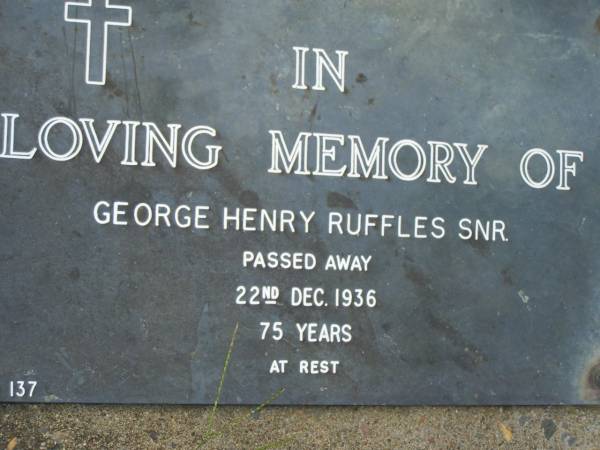 IN
LOVING MEMORY OF
GEORGE HENRY RUFFLES SNR.
PASSED AWAY
22ND DEC. 1936
75 YEARS
AT REST
137